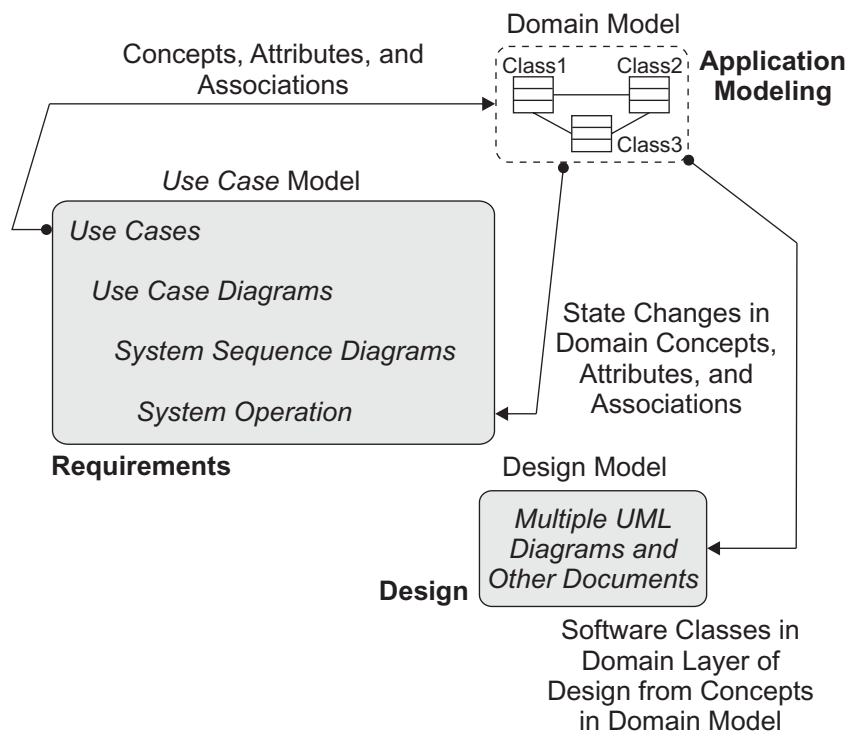 Domain Model
Concepts, Attributes, and
Associations
Class1
Class2
Class3
Application
Modeling
Use Case Model
Use Cases
Use Case Diagrams
System Sequence Diagrams
System Operation
Requirements
State Changes in
Domain Concepts,
Attributes, and
Associations
Design Model
Multiple UML
Diagrams and
Other Documents
Design
Software Classes in
Domain Layer of
Design from Concepts
in Domain Model